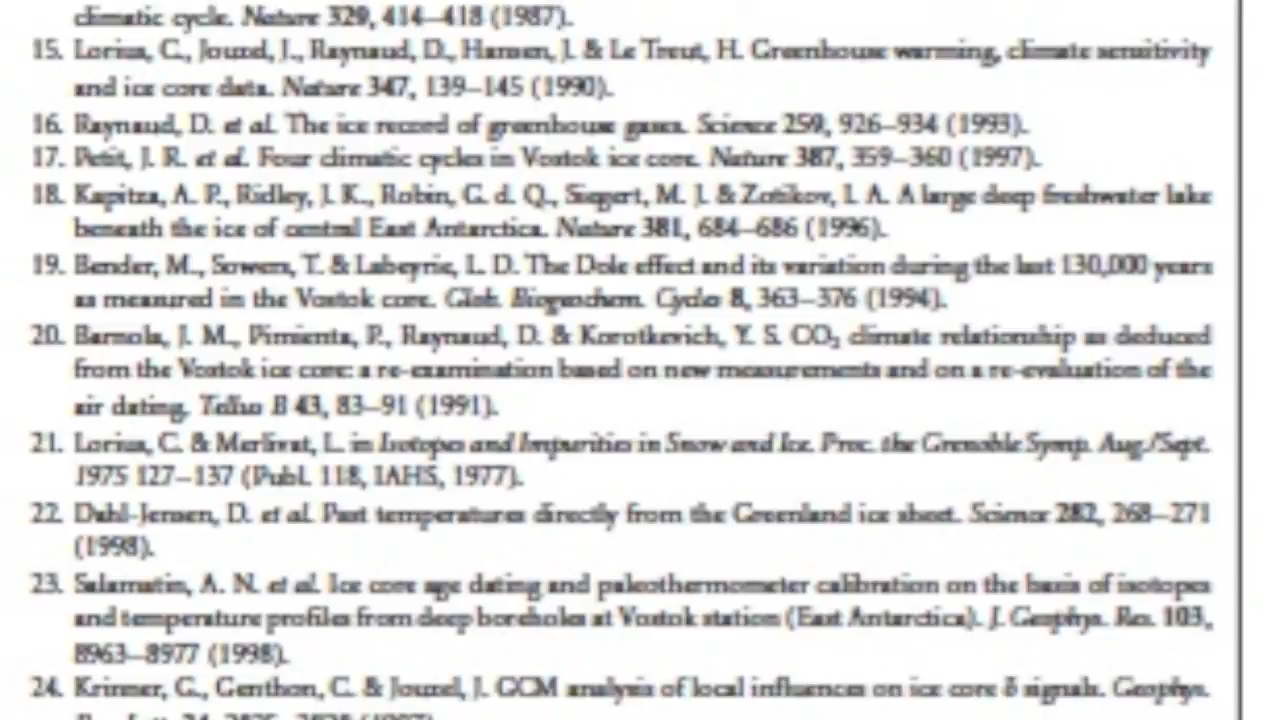 climatic cycle. Nature 329, 414–418 (1987).
15. Lorius, C., Jouzel, J., Raynaud, D., Hansen, J. & Le Treut, H. Greenhouse warming, climate sensitivity
and ice core data. Nature 347, 139–145 (1990).
16. Raynaud, D. et al. The ice record of greenhouse gases. Science 259, 926–934 (1993).
17. Petit, J. R. et al. Four climatic cycles in Vostok ice core. Nature 387, 359–360 (1997).
18. Kapitza, A. P., Ridley, J. K., Robin, G. d. Q., Siegert, M. J. & Zotikov, I. A. A large deep freshwater lake
beneath the ice of central East Antarctica. Nature 381, 684–686 (1996).
19. Bender, M., Sowers, T. & Labeyrie, L. D. The Dole effect and its variation during the last 130,000 years
as measured in the Vostok core. Glob. Biogeochem. Cycles 8, 363–376 (1994).
20. Barnola, J. M., Pimienta, P., Raynaud, D. & Korotkevich, Y. S. CO₂ climate relationship as deduced
from the Vostok ice core: a re-examination based on new measurements and on a re-evaluation of the
air dating. Tellus B 43, 83–91 (1991).
21. Lorius, C. & Merlivat, L. in Isotopes and Impurities in Snow and Ice. Proc. the Grenoble Symp. Aug./Sept.
1975 127–137 (Publ. 118, IAHS, 1977).
22. Dahl-Jensen, D. et al. Past temperatures directly from the Greenland ice sheet. Science 282, 268–271
(1998).
23. Salamatin, A. N. et al. Ice core age dating and paleothermometer calibration on the basis of isotopes
and temperature profiles from deep boreholes at Vostok station (East Antarctica). J. Geophys. Res. 103,
8963–8977 (1998).
24. Krinner, G., Genthon, C. & Jouzel, J. GCM analysis of local influences on ice core δ signals. Geophys.